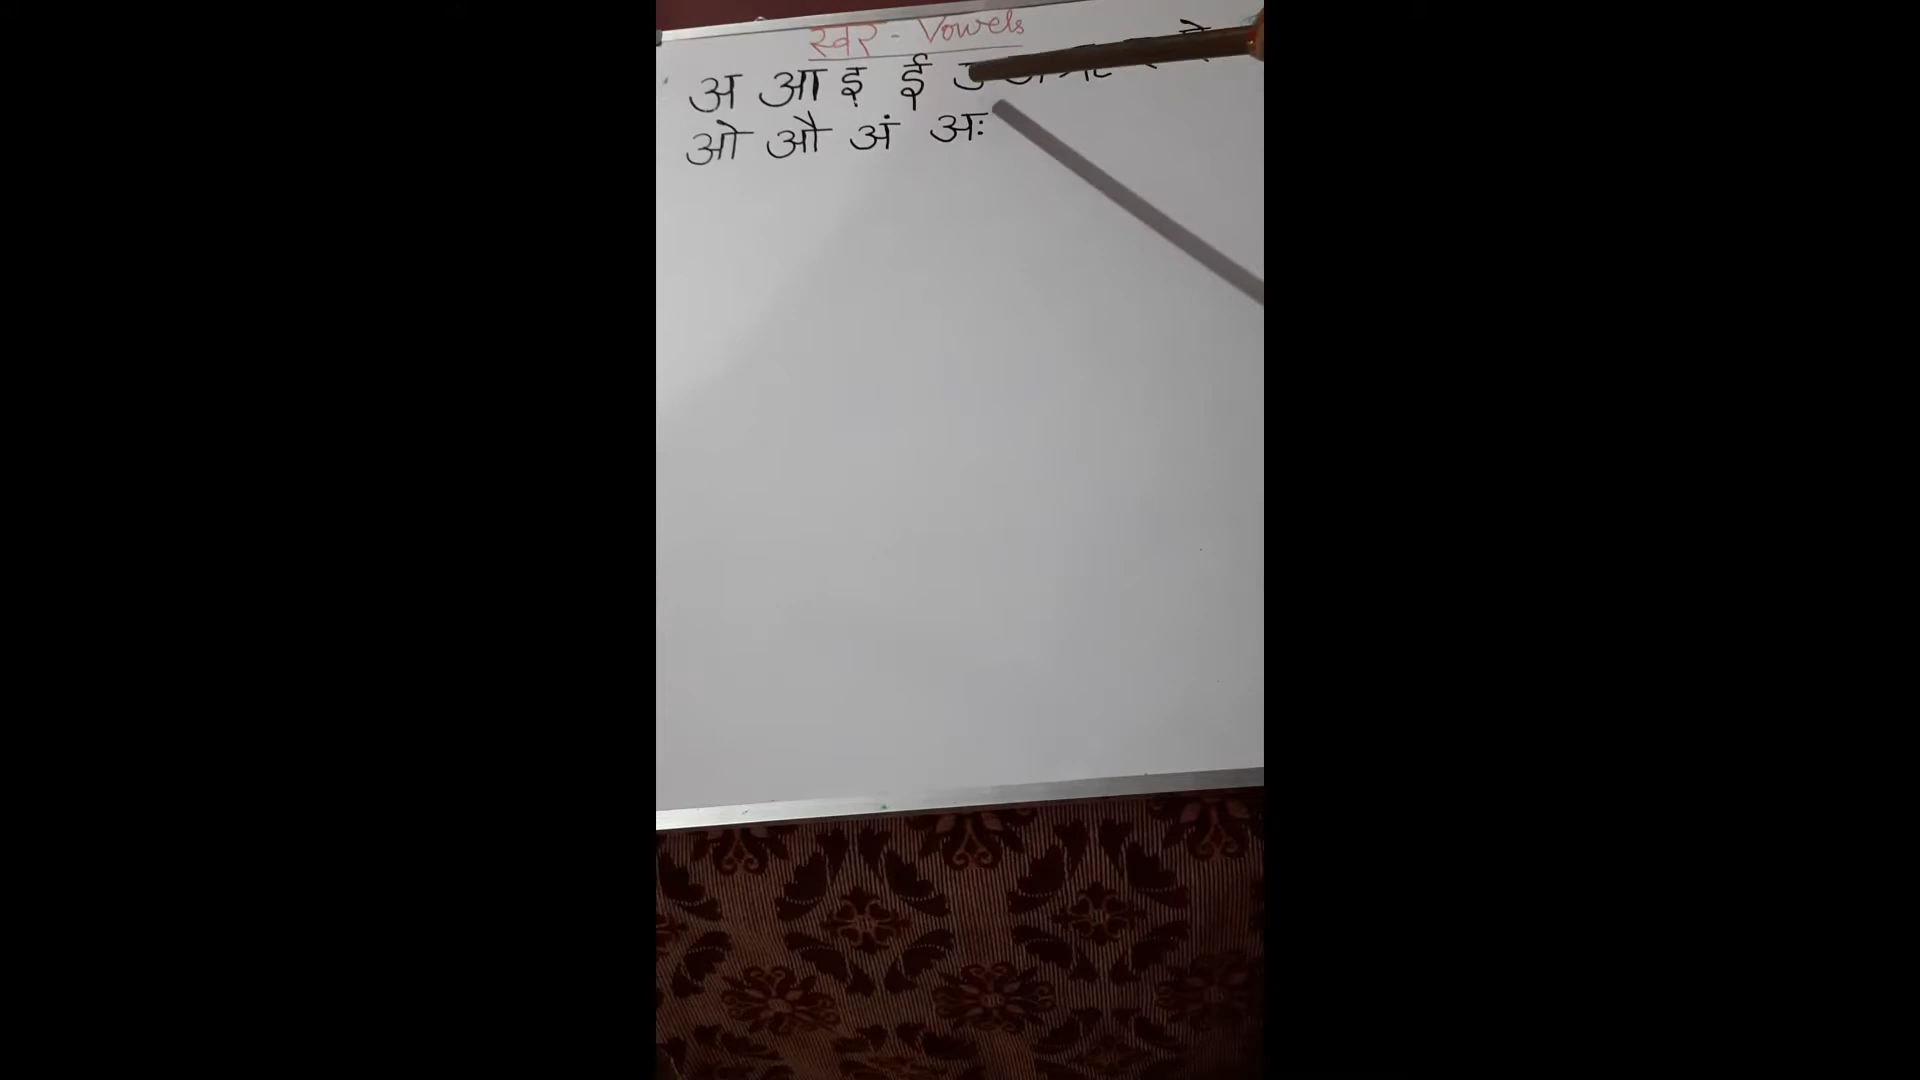 स्वर - Vowels
अ आ इ ई उ
ओ औ अं अः